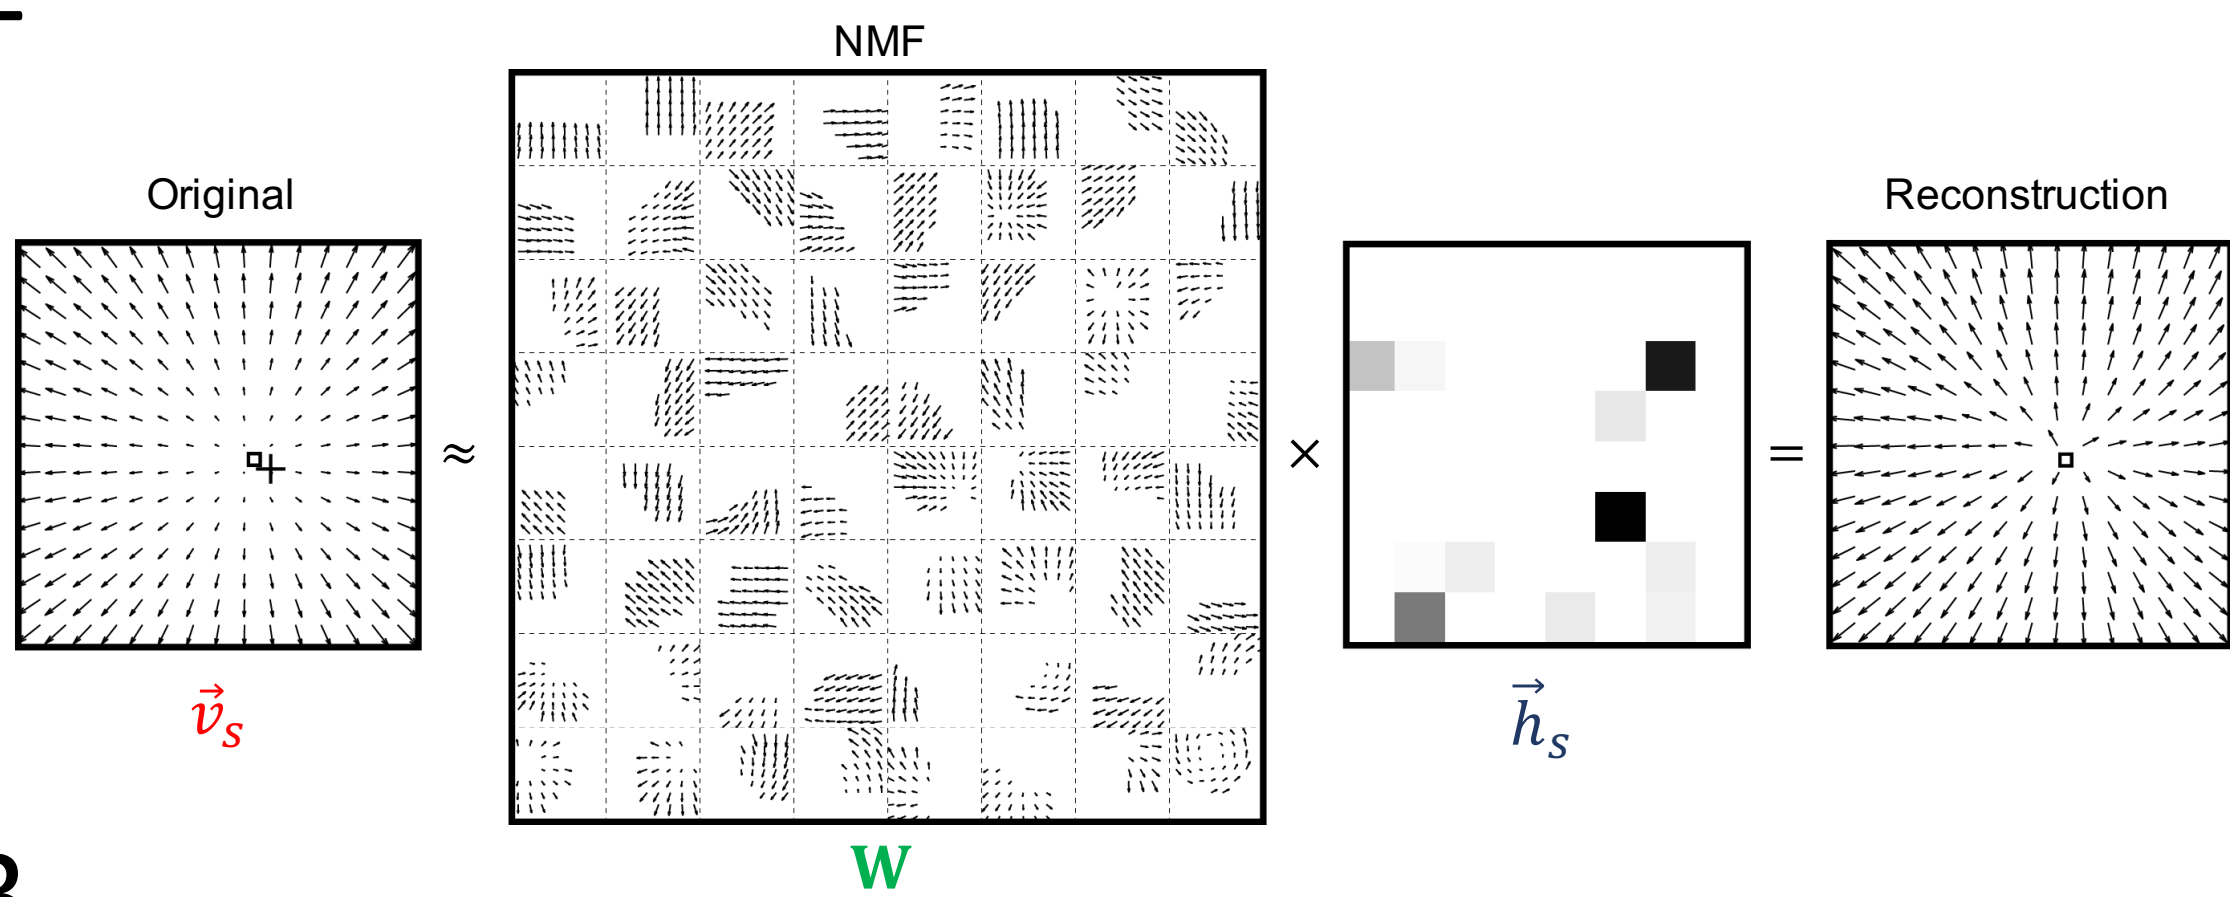 NMF
Original
Reconstruction
≈
×
=
v⃗s
h⃗s
W